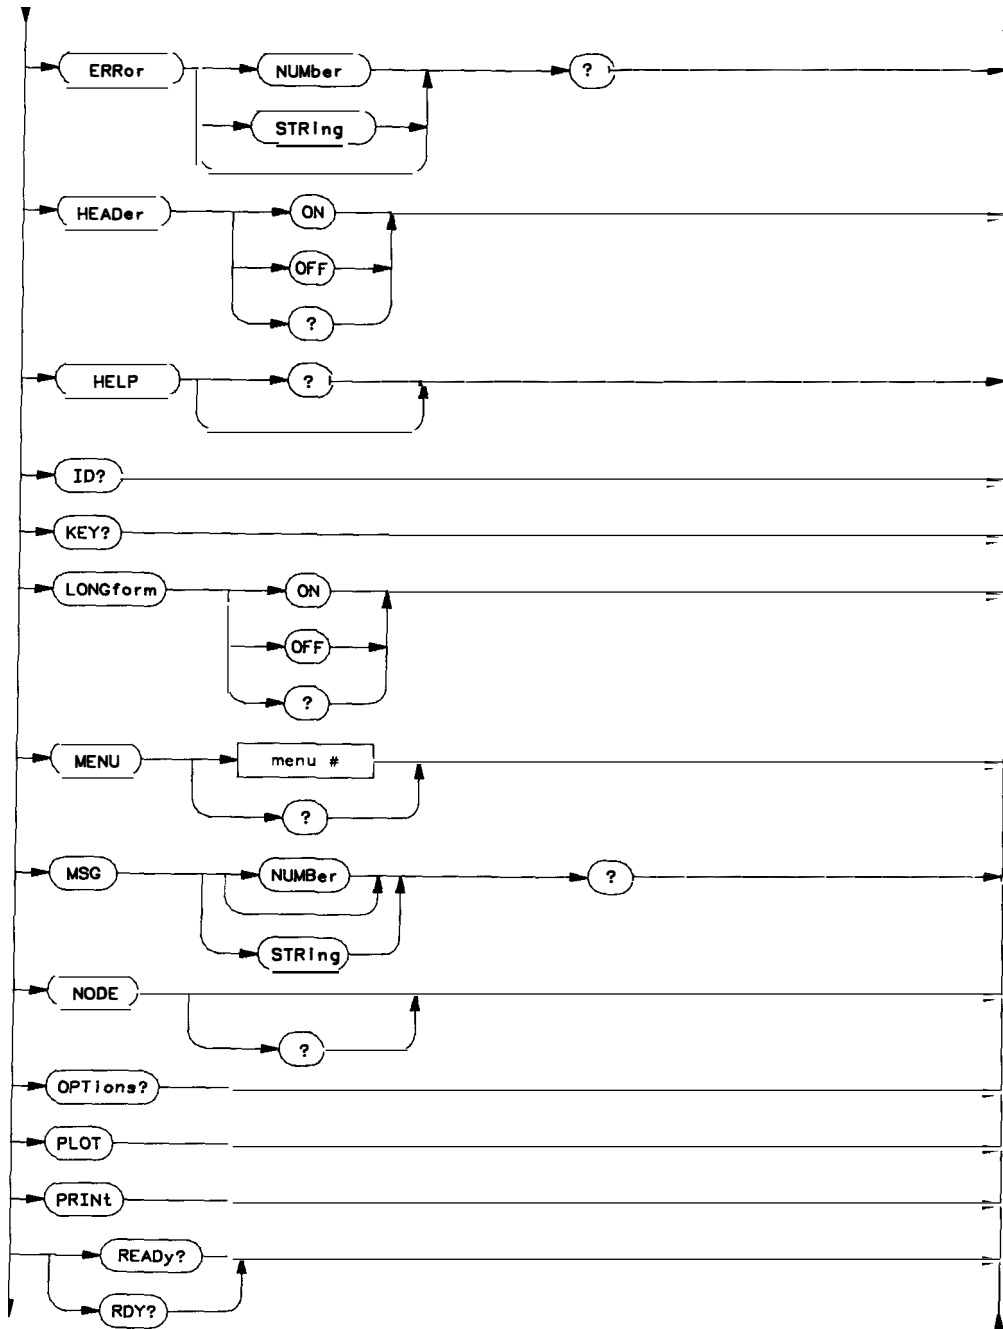 ERRor NUMber ?
STRing
HEADer ON
OFF
?
HELP ?
ID?
KEY?
LONGform ON
OFF
?
MENU menu #
?
MSG NUMBer ?
STRing
NODE
?
OPTions?
PLOT
PRINt
READy?
RDY?